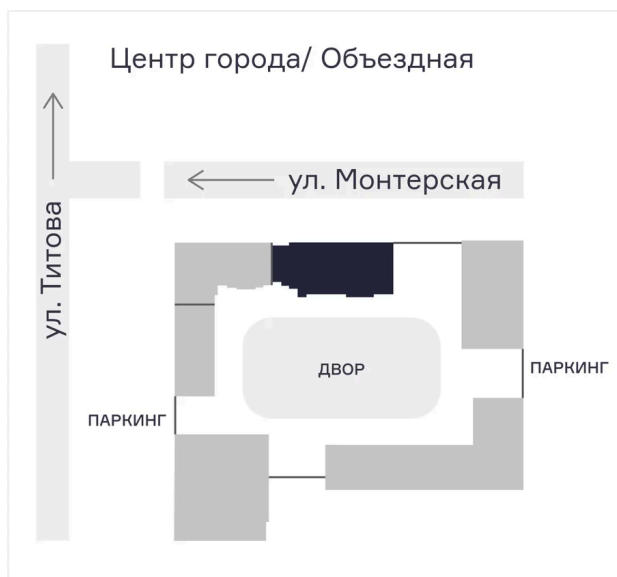 Центр города/ Объездная
ул. Монтерская
ул. Титова
ДВОР
ПАРКИНГ
ПАРКИНГ